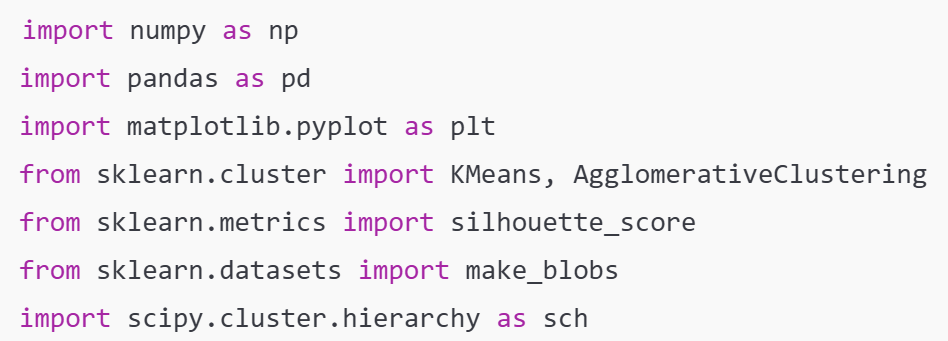 import numpy as np
import pandas as pd
import matplotlib.pyplot as plt
from sklearn.cluster import KMeans, AgglomerativeClustering
from sklearn.metrics import silhouette_score
from sklearn.datasets import make_blobs
import scipy.cluster.hierarchy as sch